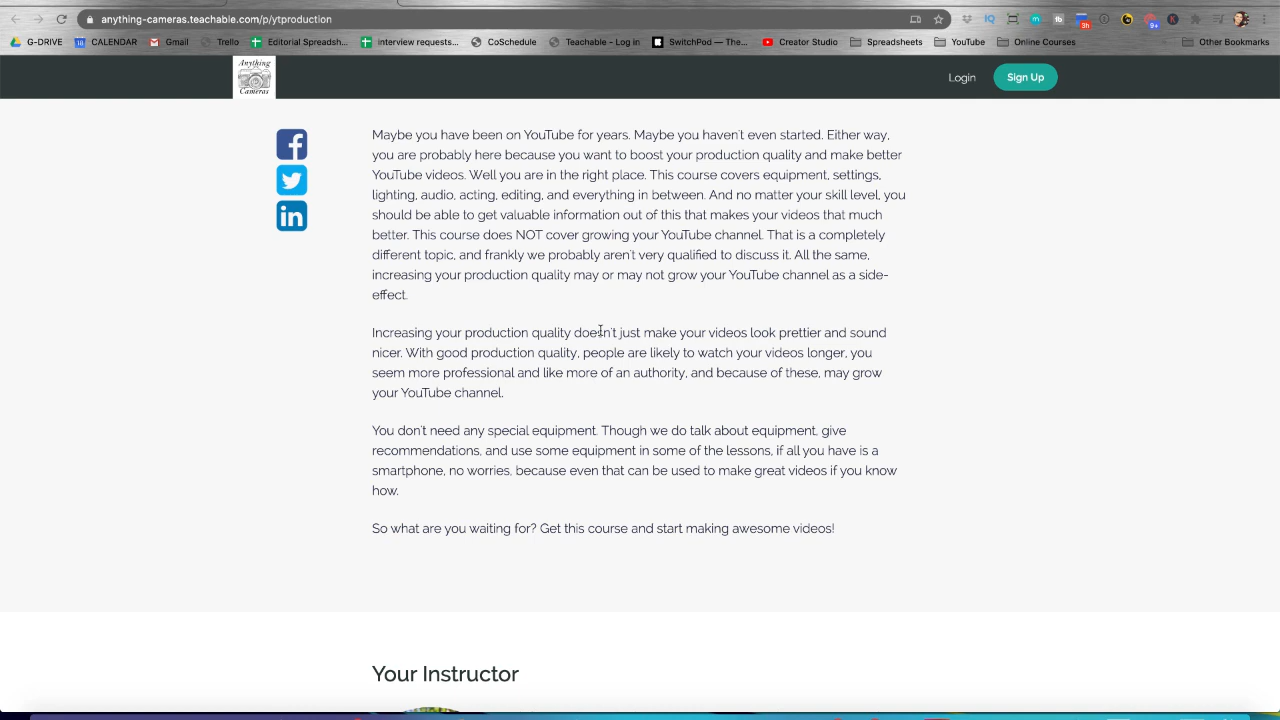 anything-cameras.teachable.com/p/ytproduction
G-DRIVE
CALENDAR
Gmail
Trello
Editorial Spreadsh...
interview requests...
CoSchedule
Teachable - Log in
SwitchPod — The...
Creator Studio
Spreadsheets
YouTube
Online Courses
Other Bookmarks
Anything
Cameras
Login
Sign Up
Maybe you have been on YouTube for years. Maybe you haven't even started. Either way,
you are probably here because you want to boost your production quality and make better
YouTube videos. Well you are in the right place. This course covers equipment, settings,
lighting, audio, acting, editing, and everything in between. And no matter your skill level, you
should be able to get valuable information out of this that makes your videos that much
better. This course does NOT cover growing your YouTube channel. That is a completely
different topic, and frankly we probably aren't very qualified to discuss it. All the same,
increasing your production quality may or may not grow your YouTube channel as a side-
effect.
Increasing your production quality doesn't just make your videos look prettier and sound
nicer. With good production quality, people are likely to watch your videos longer, you
seem more professional and like more of an authority, and because of these, may grow
your YouTube channel.
You don't need any special equipment. Though we do talk about equipment, give
recommendations, and use some equipment in some of the lessons, if all you have is a
smartphone, no worries, because even that can be used to make great videos if you know
how.
So what are you waiting for? Get this course and start making awesome videos!
Your Instructor